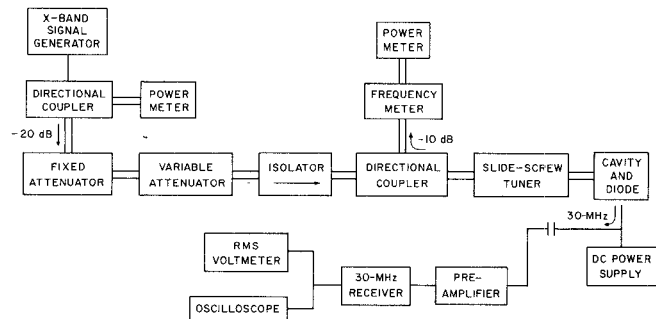 X-BAND
SIGNAL
GENERATOR
POWER
METER
DIRECTIONAL
COUPLER
POWER
METER
FREQUENCY
METER
-20 dB
-10 dB
FIXED
ATTENUATOR
VARIABLE
ATTENUATOR
ISOLATOR
DIRECTIONAL
COUPLER
SLIDE-SCREW
TUNER
CAVITY
AND
DIODE
30-MHz
RMS
VOLTMETER
30-MHz
RECEIVER
PRE-
AMPLIFIER
DC POWER
SUPPLY
OSCILLOSCOPE